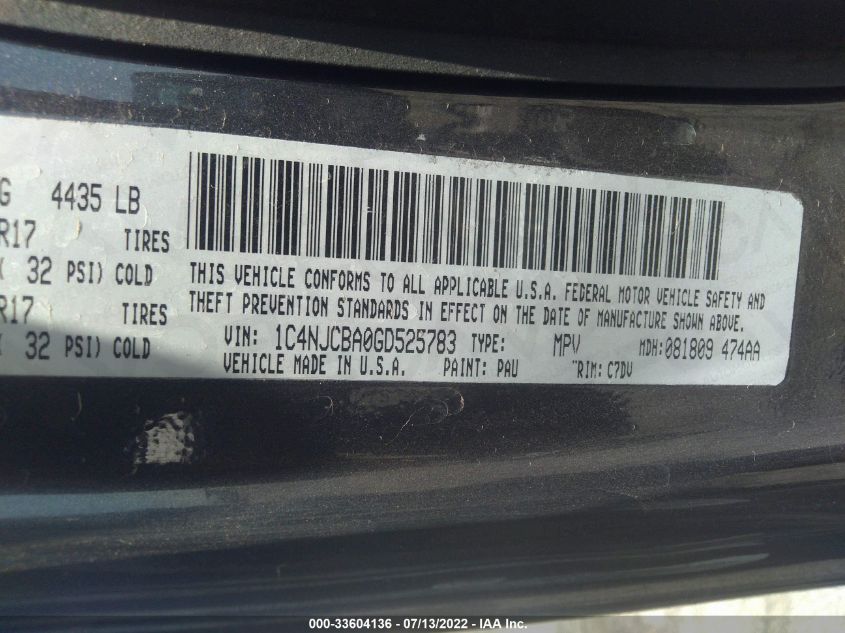 G 4435 LB
R17 TIRES
32 PSI) COLD
R17 TIRES
32 PSI) COLD
THIS VEHICLE CONFORMS TO ALL APPLICABLE U.S.A. FEDERAL MOTOR VEHICLE SAFETY AND
THEFT PREVENTION STANDARDS IN EFFECT ON THE DATE OF MANUFACTURE SHOWN ABOVE.
VIN: 1C4NJCBA0GD525783 TYPE: MPV MDH:081809 474AA
VEHICLE MADE IN U.S.A. PAINT: PAU RIM: C7DV
000-33604136 - 07/13/2022 - IAA Inc.